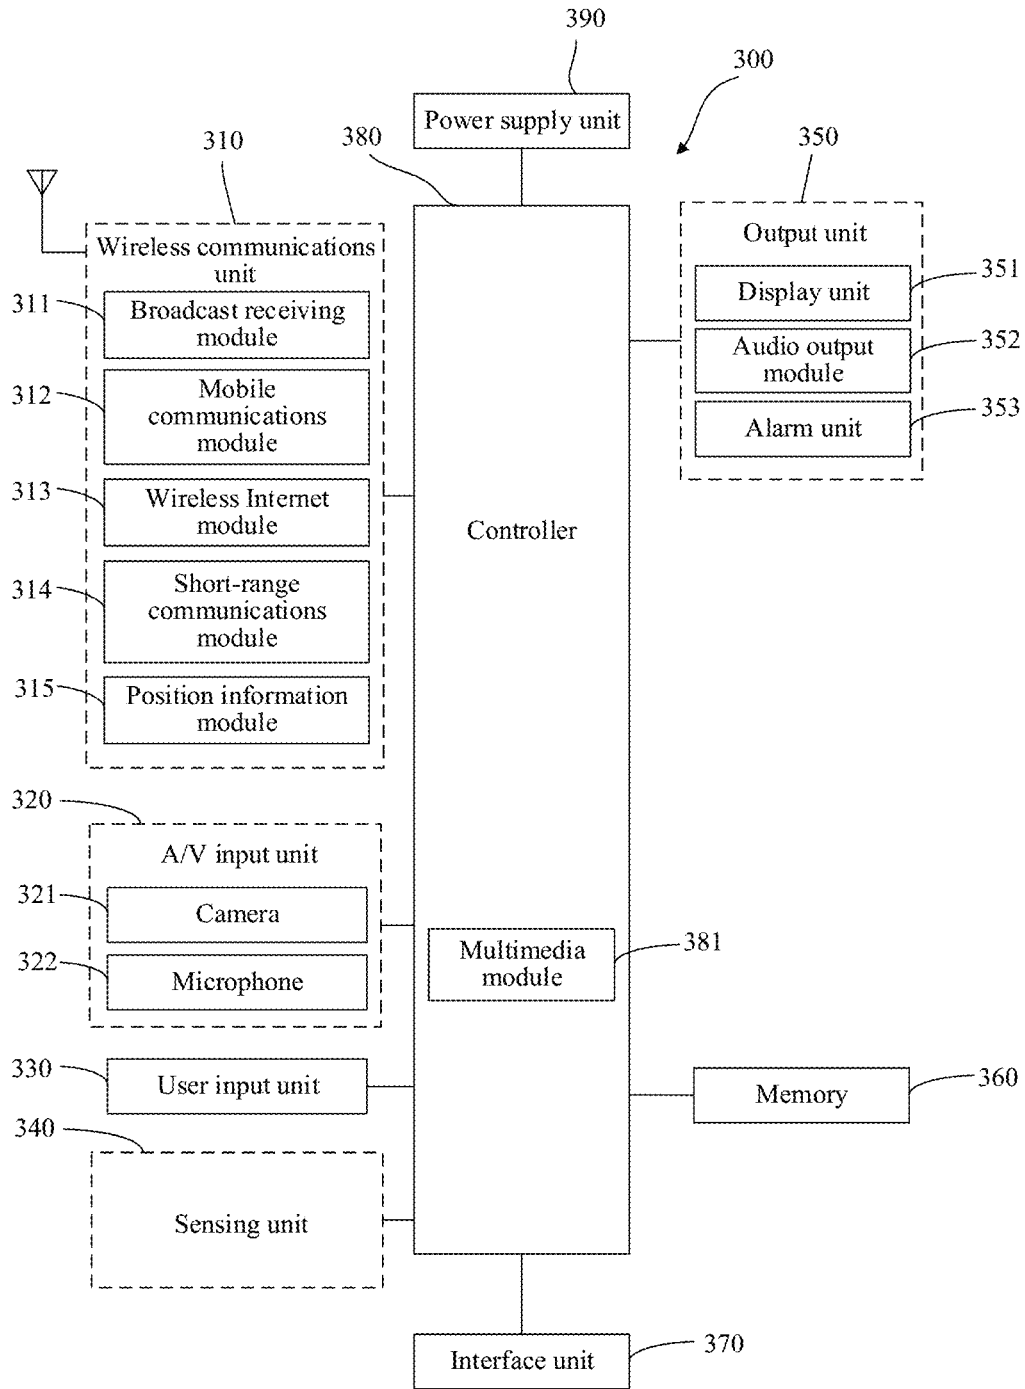 390
300
Power supply unit
310
380
350
Wireless communications
unit
Output unit
311
Broadcast receiving
module
Display unit
351
312
Mobile
communications
module
Audio output
module
352
Alarm unit
353
313
Wireless Internet
module
Controller
314
Short-range
communications
module
315
Position information
module
320
A/V input unit
321
Camera
322
Microphone
Multimedia
module
381
330
User input unit
Memory
360
340
Sensing unit
Interface unit
370